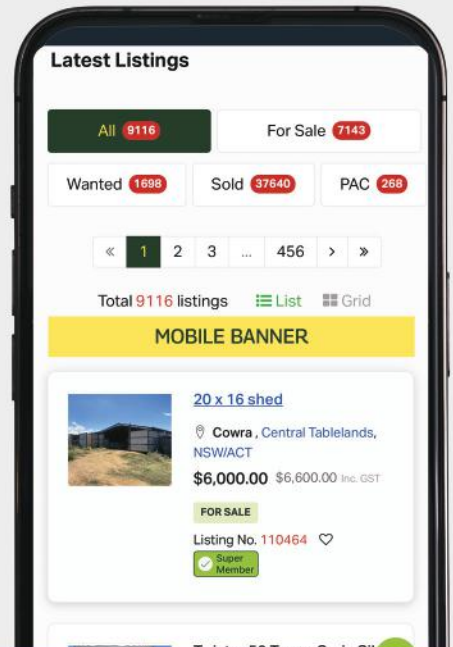 Latest Listings
All 9116
For Sale 7143
Wanted 1698
Sold 37640
PAC 268
« 1 2 3 ... 456 › »
Total 9116 listings
List
Grid
MOBILE BANNER
20 x 16 shed
Cowra , Central Tablelands,
NSW/ACT
$6,000.00 $6,600.00 Inc. GST
FOR SALE
Listing No. 110464
Super
Member